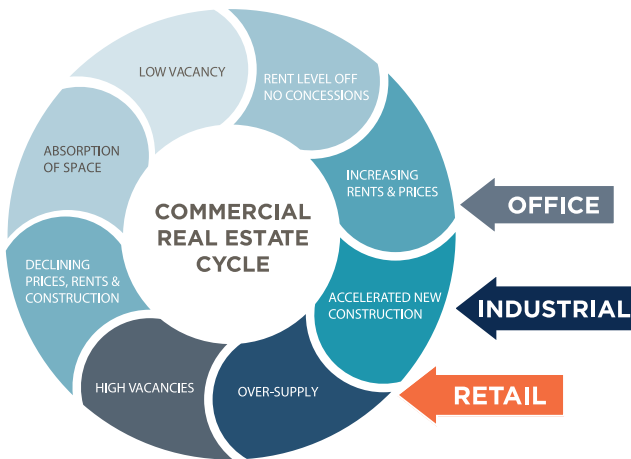 LOW VACANCY
RENT LEVEL OFF
NO CONCESSIONS
ABSORPTION
OF SPACE
INCREASING
RENTS & PRICES
OFFICE
COMMERCIAL
REAL ESTATE
CYCLE
DECLINING
PRICES, RENTS &
CONSTRUCTION
ACCELERATED NEW
CONSTRUCTION
INDUSTRIAL
HIGH VACANCIES
OVER-SUPPLY
RETAIL